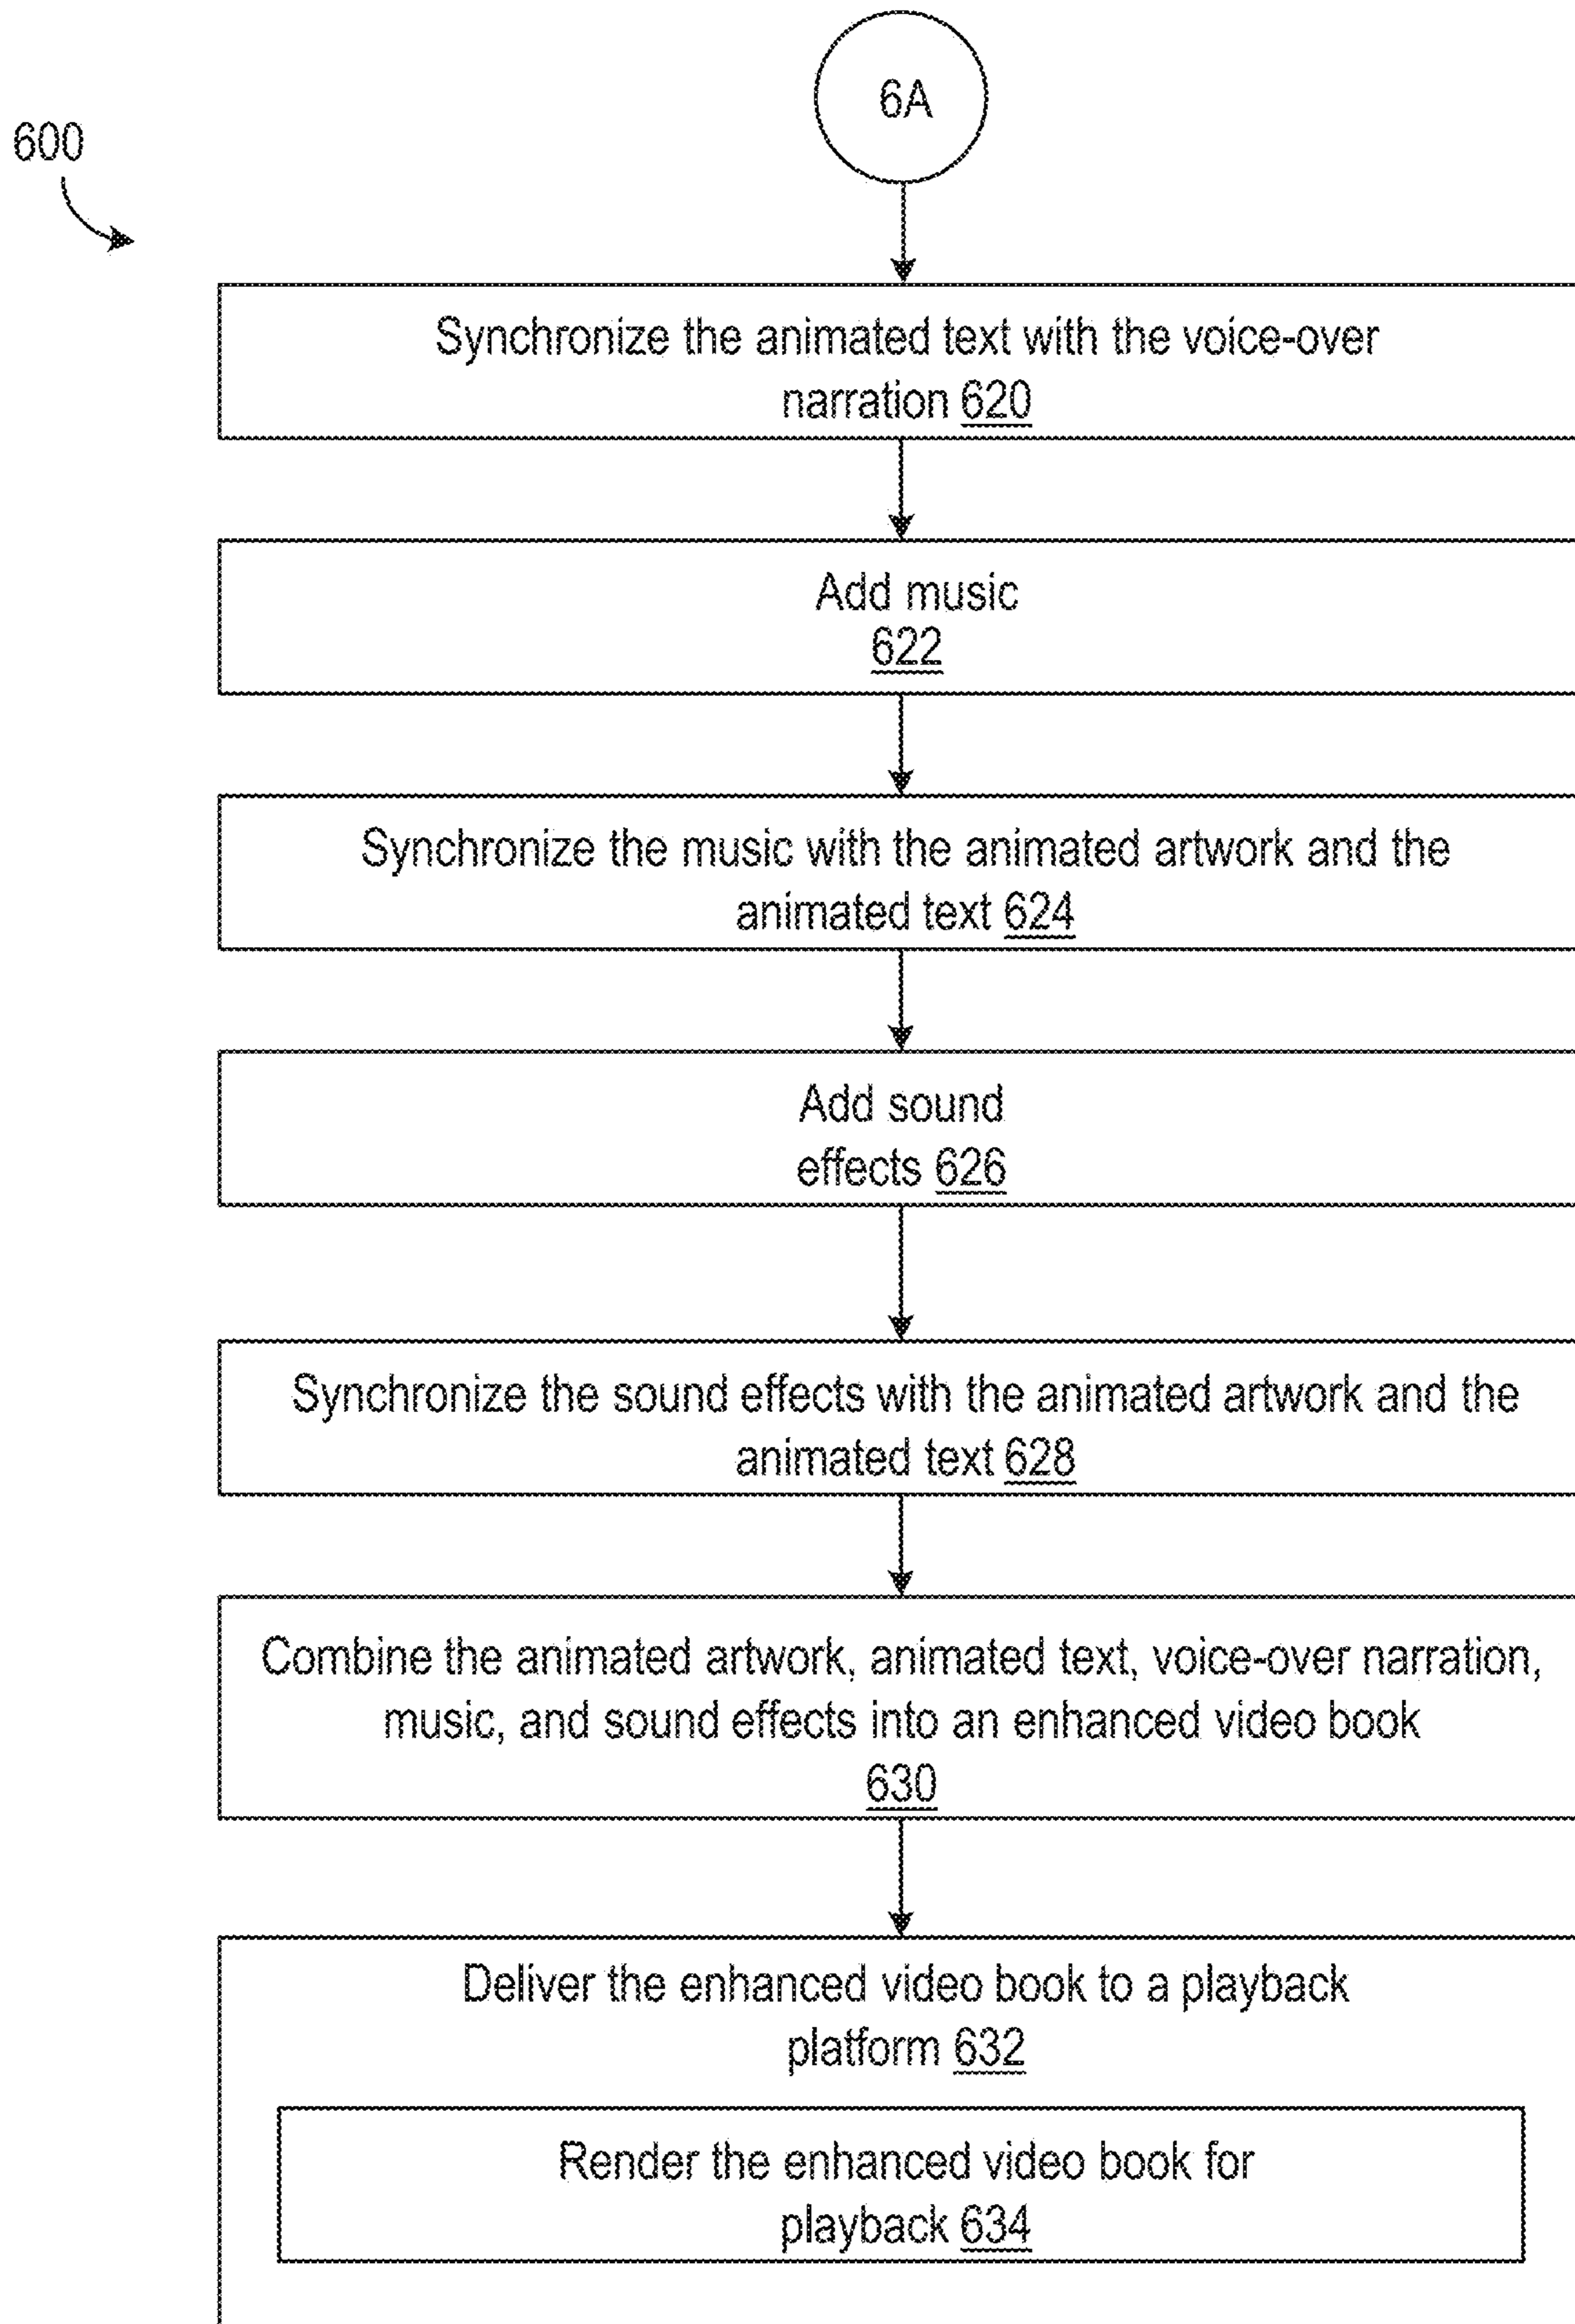 6A
600
Synchronize the animated text with the voice-over
narration 620
Add music
622
Synchronize the music with the animated artwork and the
animated text 624
Add sound
effects 626
Synchronize the sound effects with the animated artwork and the
animated text 628
Combine the animated artwork, animated text, voice-over narration,
music, and sound effects into an enhanced video book
630
Deliver the enhanced video book to a playback
platform 632
Render the enhanced video book for
playback 634